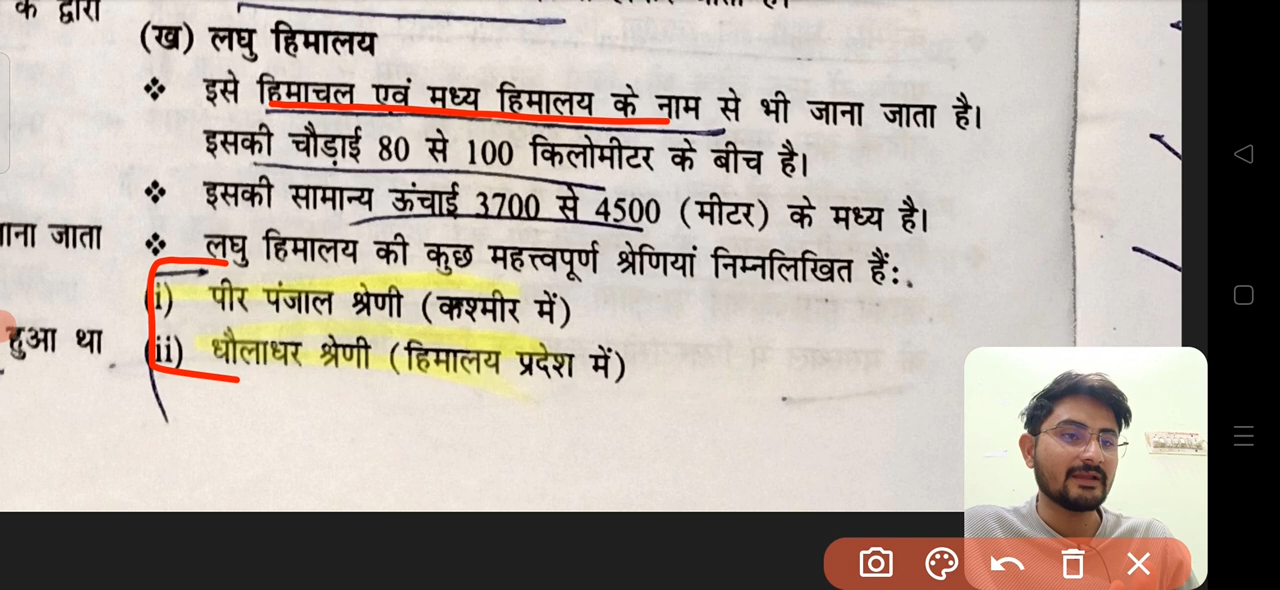 के द्वारा
(ख) लघु हिमालय
❖ इसे हिमाचल एवं मध्य हिमालय के नाम से भी जाना जाता है।
इसकी चौड़ाई 80 से 100 किलोमीटर के बीच है।
❖ इसकी सामान्य ऊंचाई 3700 से 4500 (मीटर) के मध्य है।
जाता
❖ लघु हिमालय की कुछ महत्त्वपूर्ण श्रेणियां निम्नलिखित हैं:
(i) पीर पंजाल श्रेणी (कश्मीर में)
हुआ था
(ii) धौलाधर श्रेणी (हिमालय प्रदेश में)